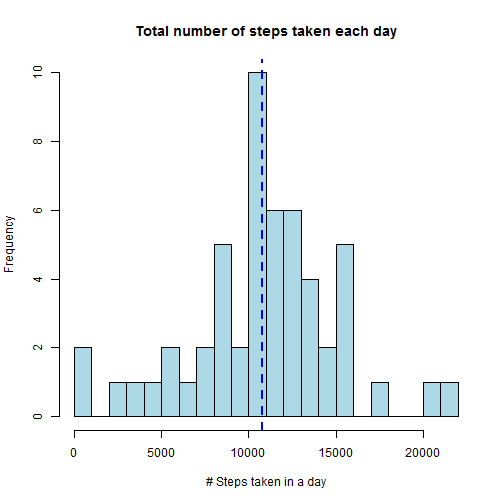 Total number of steps taken each day
Frequency
10
8
6
4
2
0
0 5000 10000 15000 20000
# Steps taken in a day